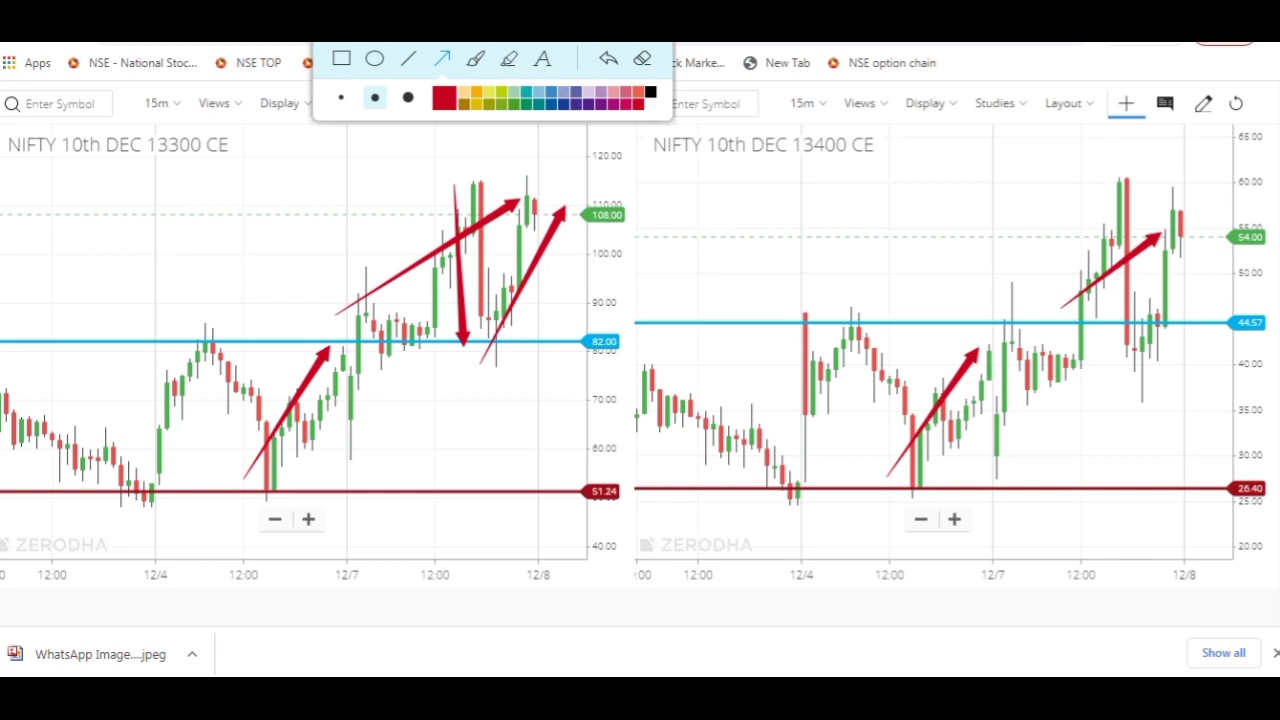 Apps NSE - National Stoc... NSE TOP ck Marke... New Tab NSE option chain
Enter Symbol 15m Views Display Enter Symbol 15m Views Display Studies Layout
NIFTY 10th DEC 13300 CE
120.00
110.00
108.00
100.00
90.00
82.00
80.00
70.00
60.00
51.24
40.00
ZERODHA
12:00 12/4 12:00 12/7 12:00 12/8
NIFTY 10th DEC 13400 CE
65.00
60.00
54.00
50.00
44.57
40.00
35.00
30.00
26.40
25.00
20.00
ZERODHA
:00 12:00 12/4 12:00 12/7 12:00 12/8
WhatsApp Image....jpeg
Show all